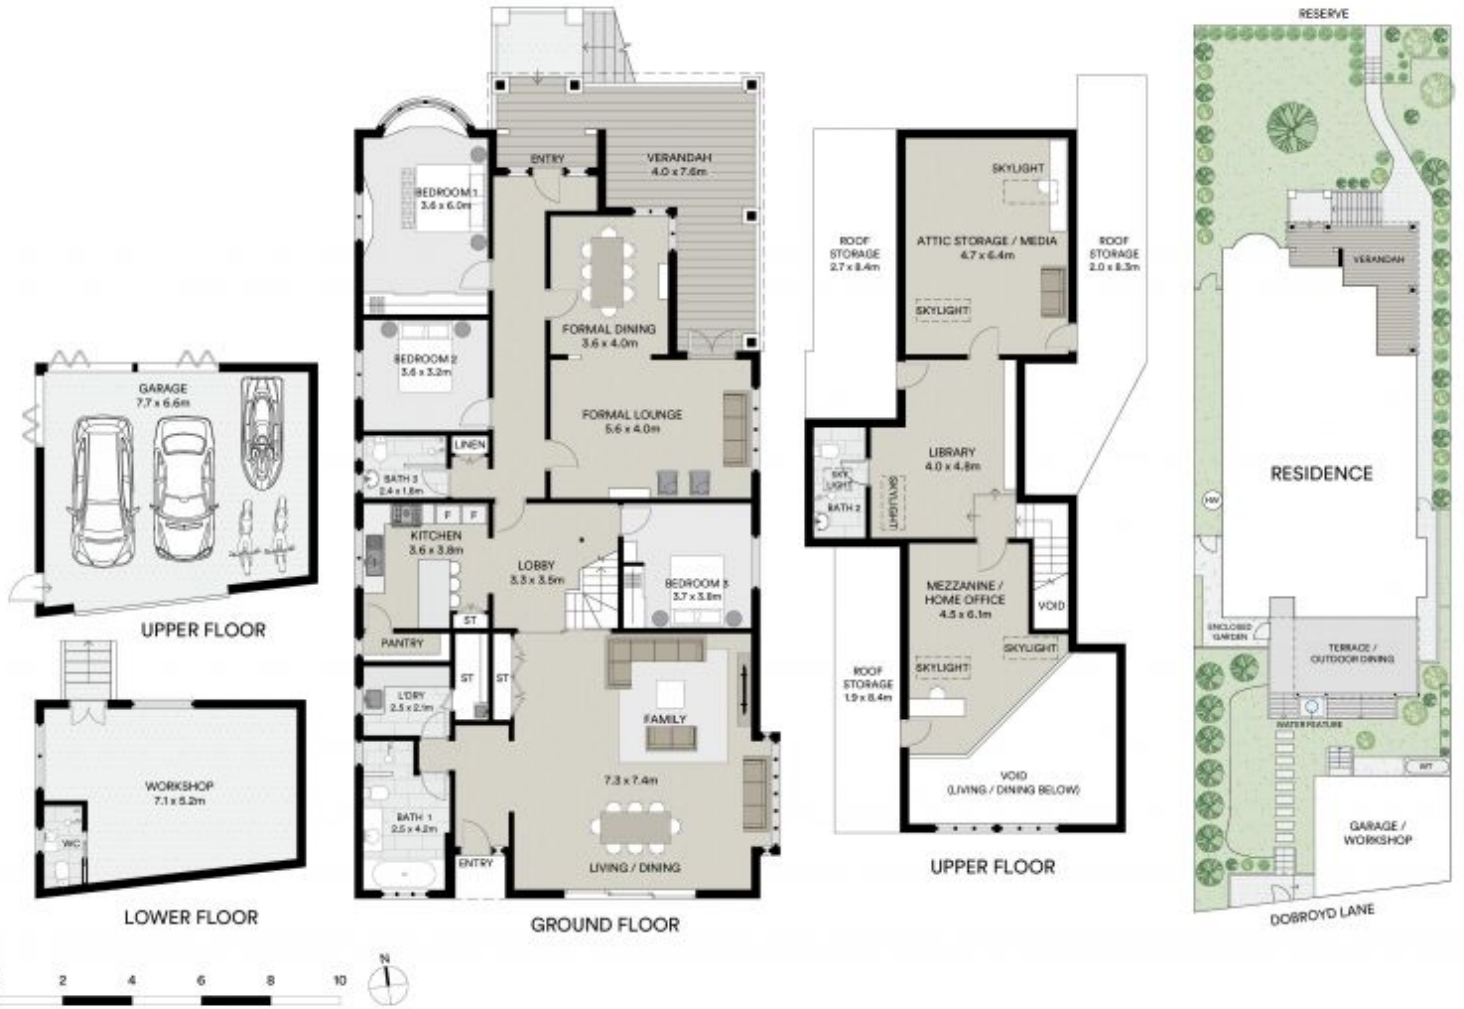 GARAGE
7.7 x 6.6m
UPPER FLOOR
WORKSHOP
7.1 x 5.2m
WC
LOWER FLOOR
2
4
6
8
10
N
ENTRY
VERANDAH
4.0 x 7.6m
BEDROOM 1
3.6 x 6.0m
FORMAL DINING
3.6 x 4.0m
BEDROOM 2
3.6 x 3.2m
FORMAL LOUNGE
5.6 x 4.0m
LINEN
BATH 3
2.4 x 1.8m
F
F
KITCHEN
3.6 x 3.8m
LOBBY
3.3 x 3.5m
BEDROOM 3
3.7 x 3.8m
ST
PANTRY
ST
ST
L'DRY
2.5 x 2.1m
FAMILY
7.3 x 7.4m
BATH 1
2.5 x 4.2m
ENTRY
LIVING / DINING
GROUND FLOOR
SKYLIGHT
ROOF
STORAGE
2.7 x 8.4m
ATTIC STORAGE / MEDIA
4.7 x 6.4m
ROOF
STORAGE
2.0 x 8.3m
SKYLIGHT
LIBRARY
4.0 x 4.8m
SKY
LIGHT
BATH 2
SKYLIGHT
MEZZANINE /
HOME OFFICE
4.5 x 6.1m
VOID
SKYLIGHT
SKYLIGHT
ROOF
STORAGE
1.9 x 8.4m
VOID
(LIVING / DINING BELOW)
UPPER FLOOR
RESERVE
VERANDAH
RESIDENCE
HW
ENCLOSED
GARDEN
TERRACE /
OUTDOOR DINING
WATER FEATURE
WT
GARAGE /
WORKSHOP
DOBROYD LANE